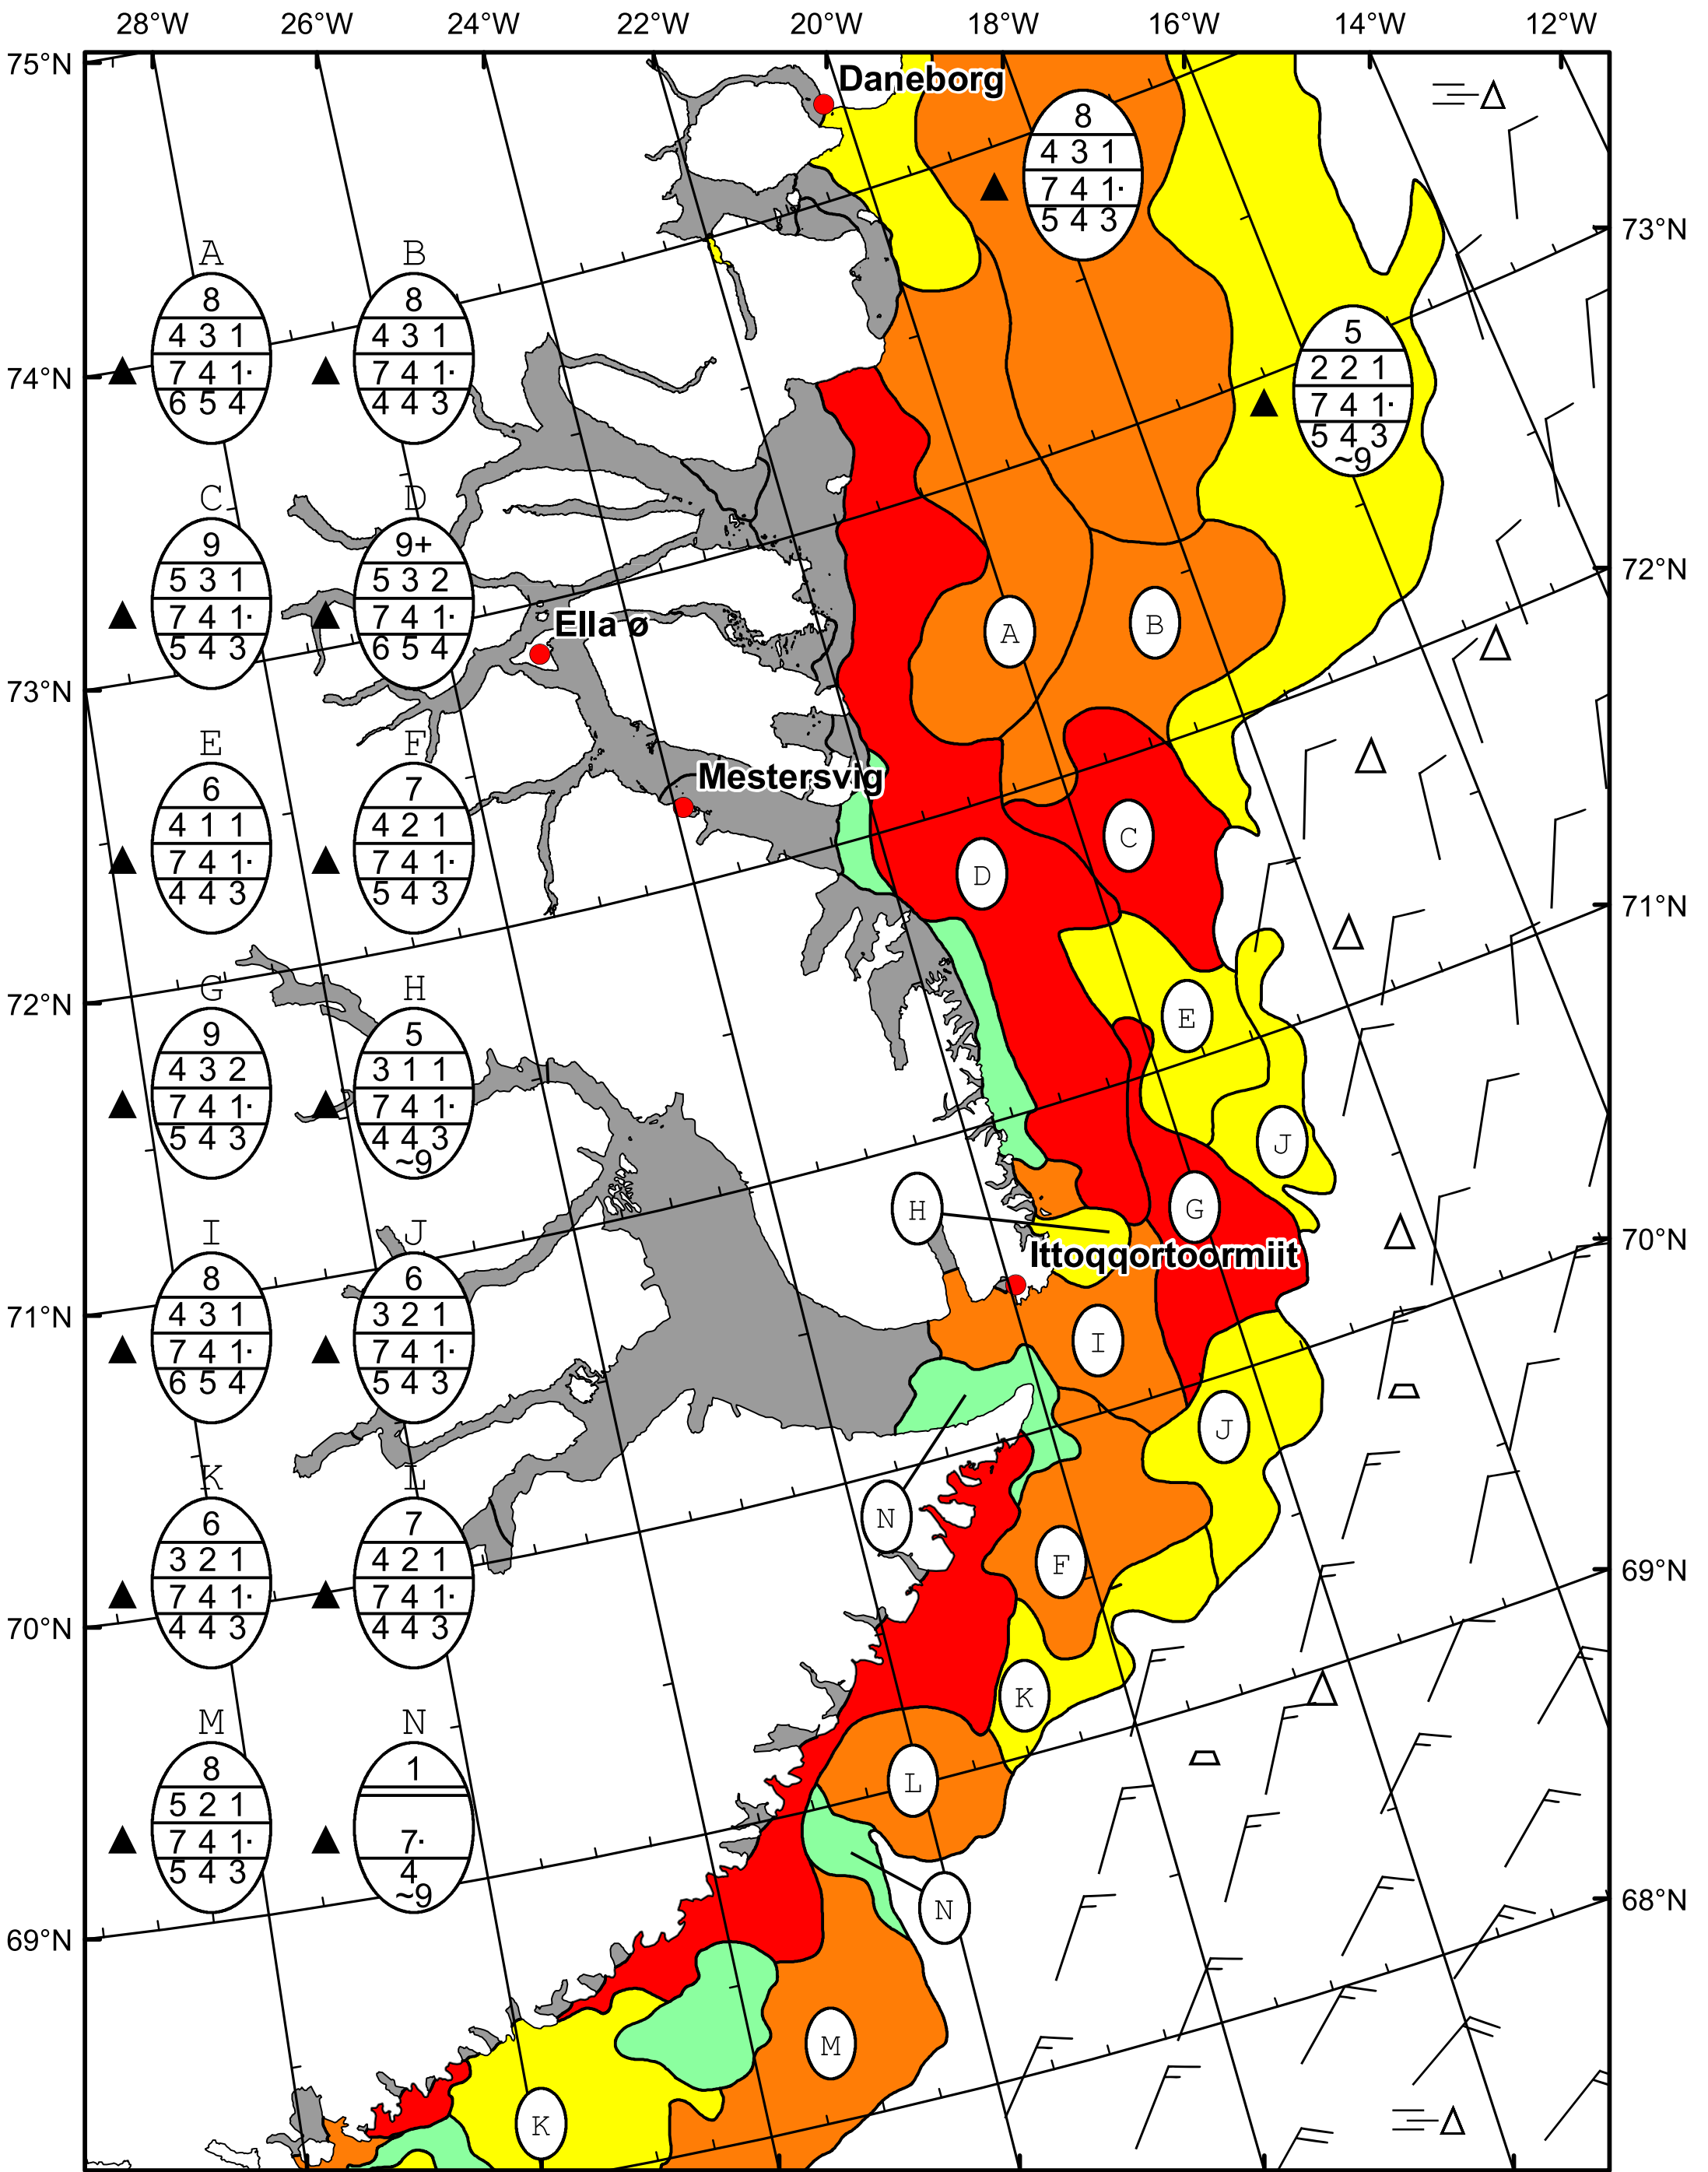 28°W 26°W 24°W 22°W 20°W 18°W 16°W 14°W 12°W
75°N
Daneborg
8
4 3 1
7 4 1·
5 4 3
73°N
A B
8 8
4 3 1 4 3 1
7 4 1· 7 4 1·
6 5 4 4 4 3
74°N
5
2 2 1
7 4 1·
5 4 3
~9
C D
9 9+
5 3 1 5 3 2
7 4 1· 7 4 1·
5 4 3 6 5 4
72°N
Ella ø
A
B
73°N
E F
6 7
4 1 1 4 2 1
7 4 1· 7 4 1·
4 4 3 5 4 3
Mestersvig
C
D
71°N
G H
9 5
4 3 2 3 1 1
7 4 1· 7 4 1·
5 4 3 4 4 3
~9
72°N
E
J
H
G
70°N
Ittoqqortoormiit
I J
8 6
4 3 1 3 2 1
7 4 1· 7 4 1·
6 5 4 5 4 3
71°N
I
J
K L
6 7
3 2 1 4 2 1
7 4 1· 7 4 1·
4 4 3 4 4 3
N
F
69°N
70°N
K
M N
8 1
5 2 1
7 4 1· 7·
5 4 3 4
~9
L
N
68°N
69°N
M
K